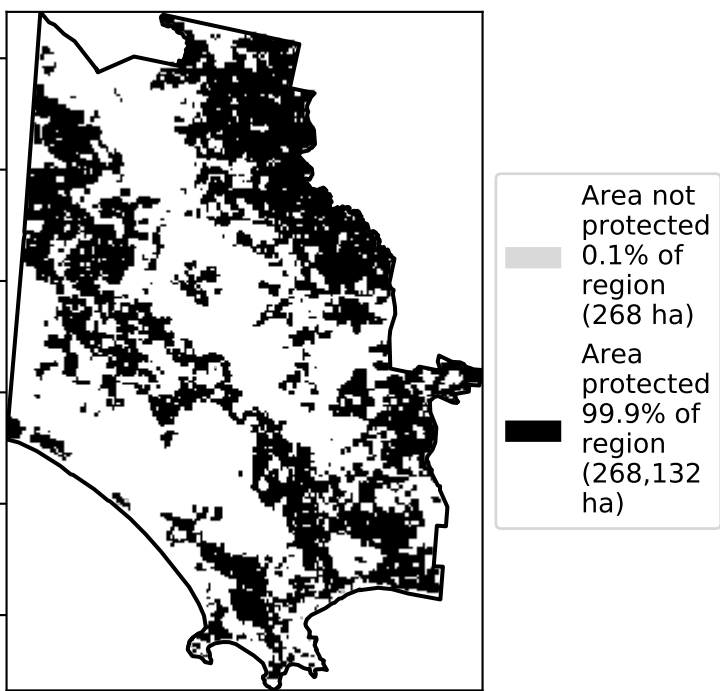 Area not
protected
0.1% of
region
(268 ha)
Area
protected
99.9% of
region
(268,132
ha)